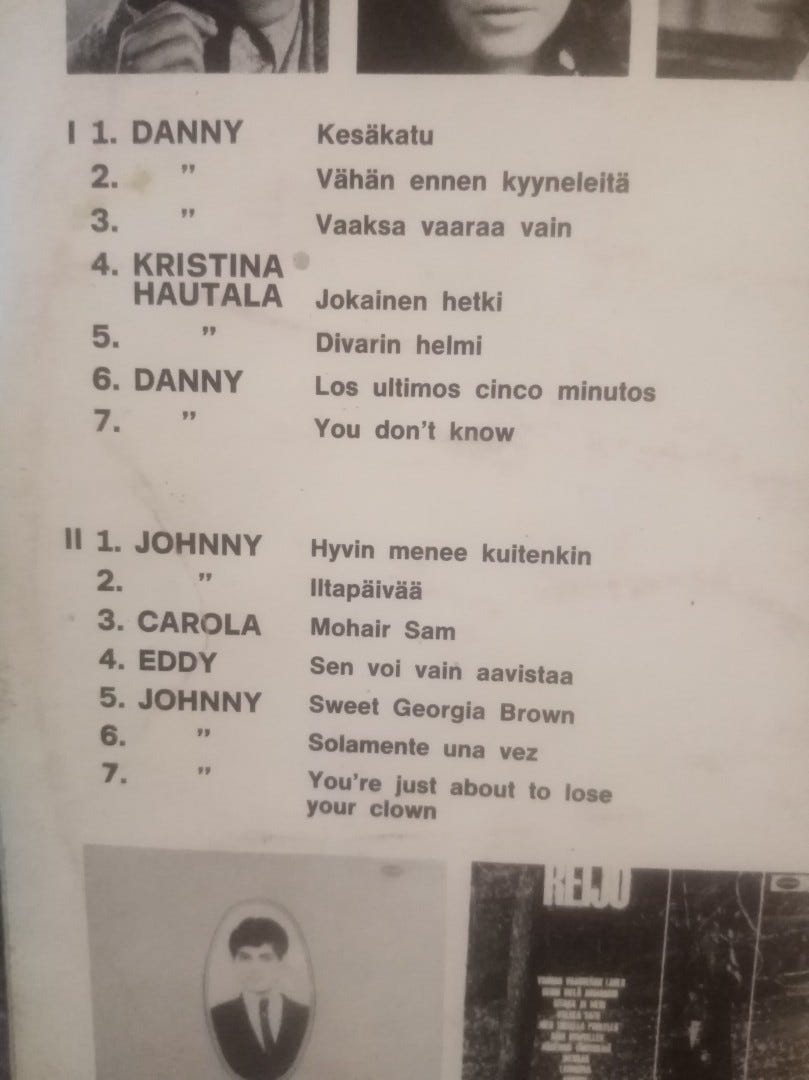 I 1. DANNY Kesäkatu
2. ” Vähän ennen kyyneleitä
3. ” Vaaksa vaaraa vain
4. KRISTINA
HAUTALA Jokainen hetki
5. ” Divarin helmi
6. DANNY Los ultimos cinco minutos
7. ” You don't know
II 1. JOHNNY Hyvin menee kuitenkin
2. ” Iltapäivää
3. CAROLA Mohair Sam
4. EDDY Sen voi vain aavistaa
5. JOHNNY Sweet Georgia Brown
6. ” Solamente una vez
7. ” You're just about to lose
your clown
REIJO